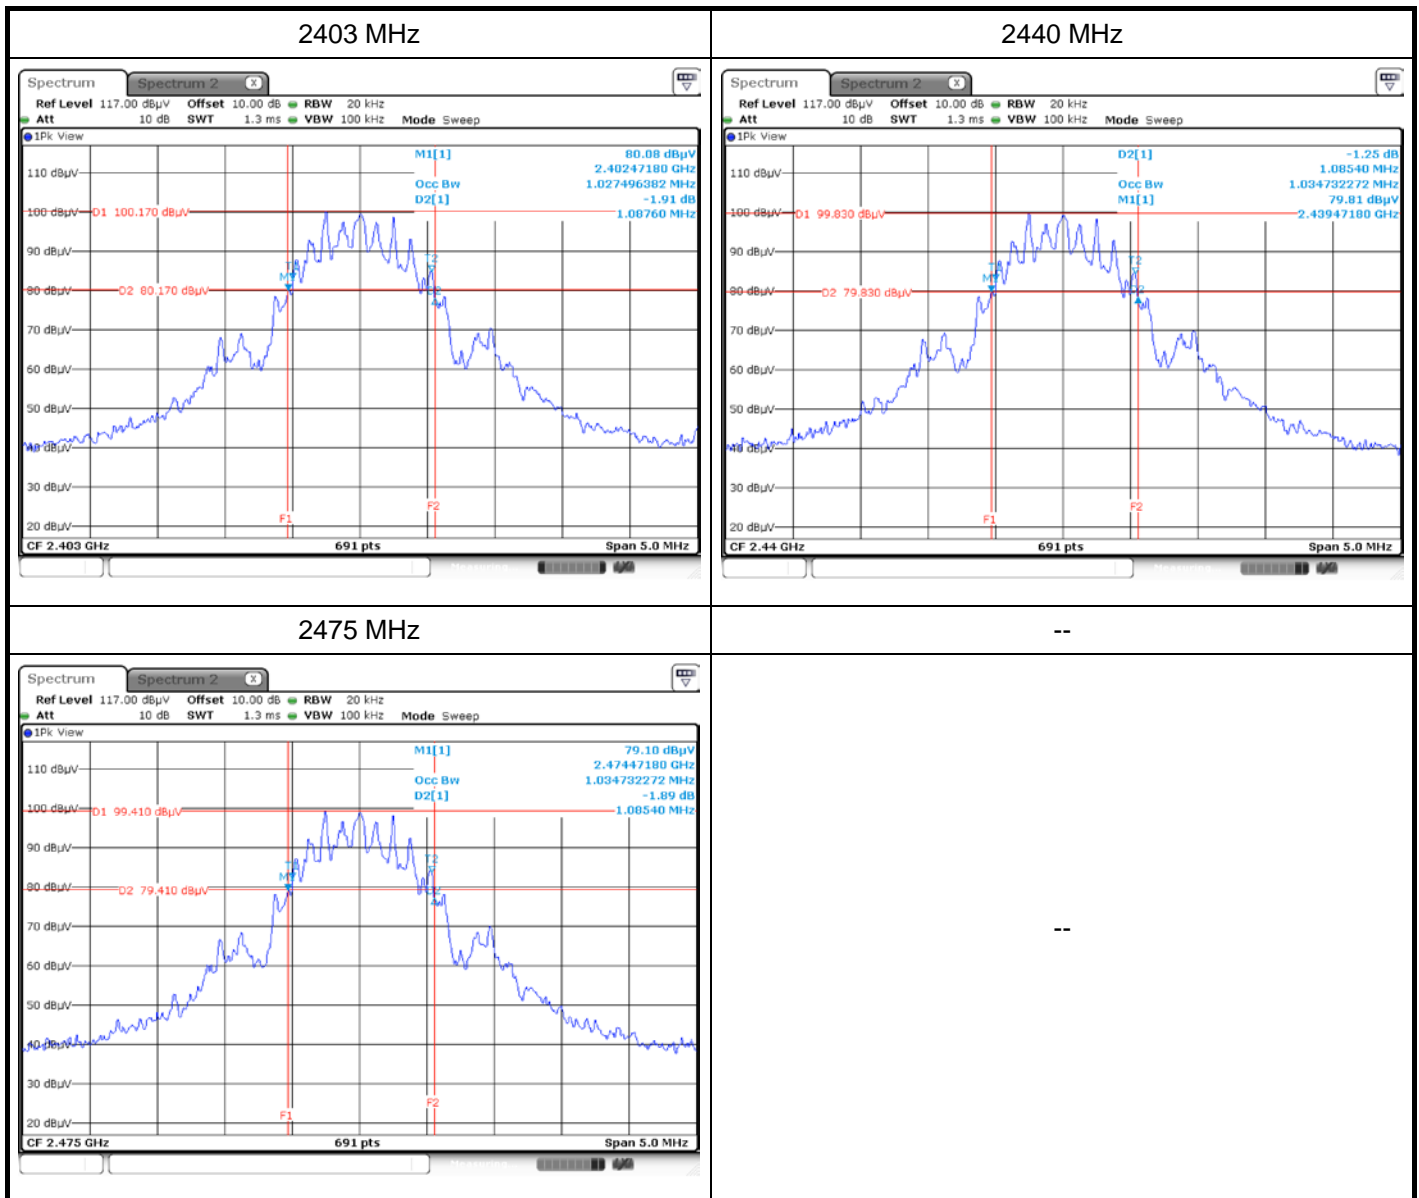 2403 MHz
2440 MHz
Spectrum
Spectrum 2
X
Ref Level 117.00 dBµV Offset 10.00 dB RBW 20 kHz
Att 10 dB SWT 1.3 ms VBW 100 kHz Mode Sweep
1Pk View
M1[1] 80.08 dBµV
2.40247180 GHz
Occ Bw 1.027496382 MHz
D2[1] -1.91 dB
1.08760 MHz
110 dBµV
100 dBµV
D1 100.170 dBµV
90 dBµV
T2
80 dBµV
D2 80.170 dBµV
70 dBµV
60 dBµV
50 dBµV
40 dBµV
30 dBµV
F1
F2
20 dBµV
CF 2.403 GHz 691 pts Span 5.0 MHz
Measuring...
Spectrum
Spectrum 2
X
Ref Level 117.00 dBµV Offset 10.00 dB RBW 20 kHz
Att 10 dB SWT 1.3 ms VBW 100 kHz Mode Sweep
1Pk View
D2[1] -1.25 dB
1.08540 MHz
Occ Bw 1.034732272 MHz
M1[1] 79.81 dBµV
2.43947180 GHz
110 dBµV
100 dBµV
D1 99.830 dBµV
90 dBµV
T2
80 dBµV
D2 79.830 dBµV
70 dBµV
60 dBµV
50 dBµV
40 dBµV
30 dBµV
F1
F2
20 dBµV
CF 2.44 GHz 691 pts Span 5.0 MHz
Measuring...
2475 MHz
--
Spectrum
Spectrum 2
X
Ref Level 117.00 dBµV Offset 10.00 dB RBW 20 kHz
Att 10 dB SWT 1.3 ms VBW 100 kHz Mode Sweep
1Pk View
M1[1] 79.10 dBµV
2.47447180 GHz
Occ Bw 1.034732272 MHz
D2[1] -1.89 dB
1.08540 MHz
110 dBµV
100 dBµV
D1 99.410 dBµV
90 dBµV
T2
80 dBµV
D2 79.410 dBµV
70 dBµV
60 dBµV
50 dBµV
40 dBµV
30 dBµV
F1
F2
20 dBµV
CF 2.475 GHz 691 pts Span 5.0 MHz
Measuring...
--